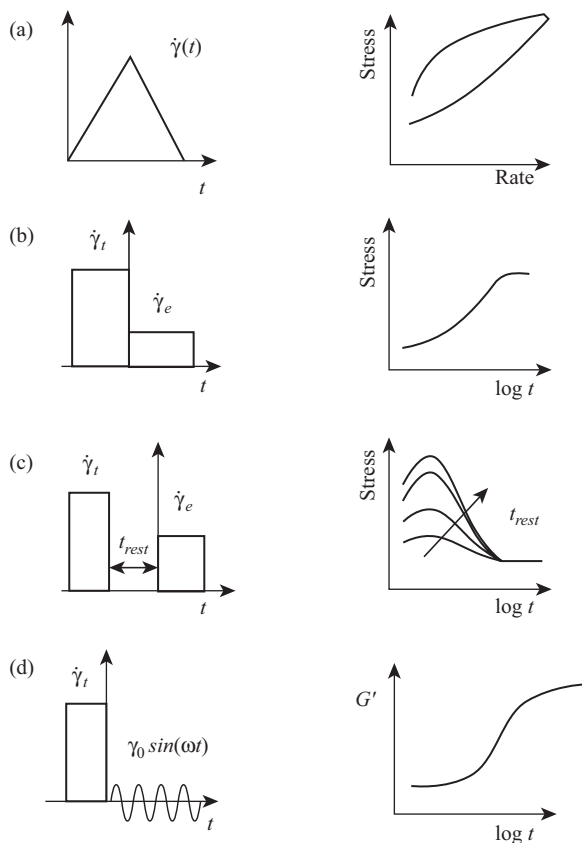 (a)
γ̇(t)
t
Stress
Rate
(b)
γ̇t
γ̇e
t
Stress
log t
(c)
γ̇t
γ̇e
trest
t
Stress
trest
log t
(d)
γ̇t
γ0 sin(ωt)
t
G'
log t